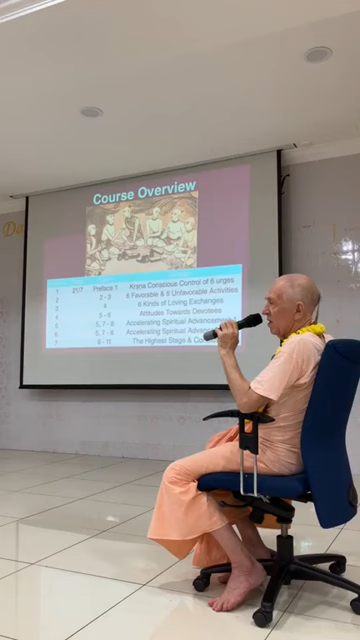 Da
Course Overview
1 21/7 Preface 1 Krsna Conscious Control of 6 urges
2 2 - 3 6 Favorable & 6 Unfavorable Activities
3 4 6 Kinds of Loving Exchanges
4 5 - 6 Attitudes Towards Devotees
5 5, 7 - 8 Accelerating Spiritual Advancement
6 5, 7 - 8 Accelerating Spiritual
7 9 - 11 The Highest Stage &